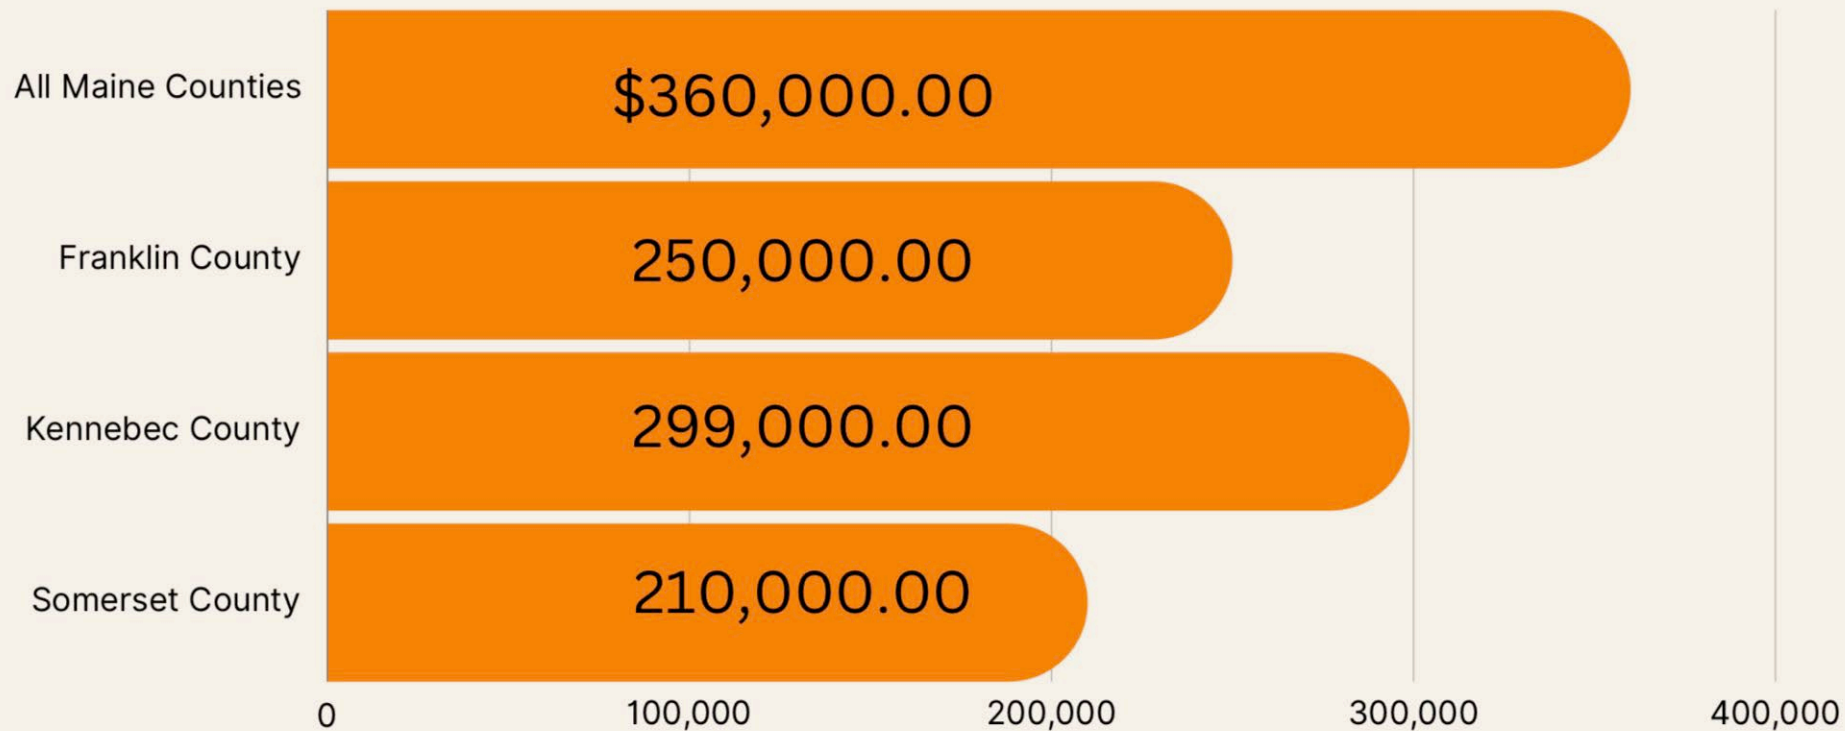 All Maine Counties
$360,000.00
Franklin County
250,000.00
Kennebec County
299,000.00
Somerset County
210,000.00
0 100,000 200,000 300,000 400,000